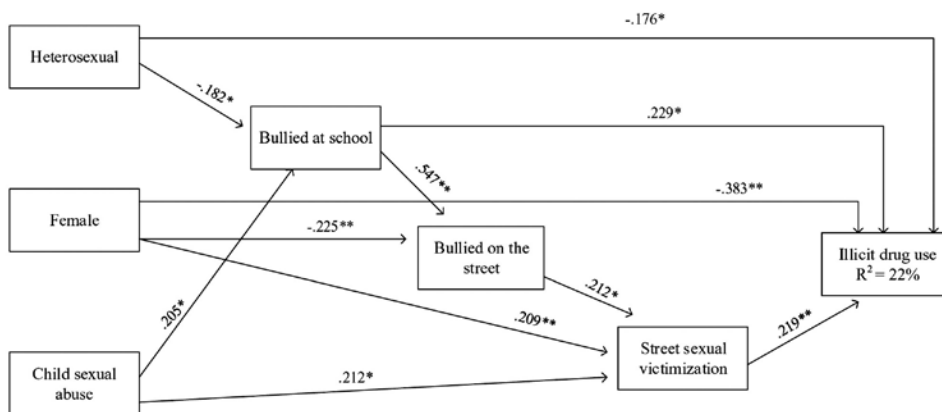 -.176*
Heterosexual
-.182*
Bullied at school
.229*
.547**
-.383**
Female
-.225**
Bullied on the
street
Illicit drug use
R² = 22%
.205*
.212*
.209**
.219**
Street sexual
victimization
Child sexual
abuse
.212*